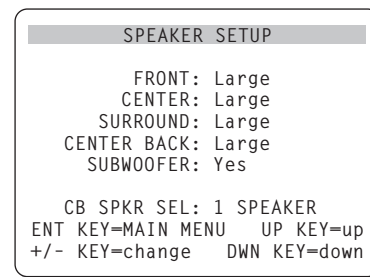 SPEAKER SETUP
FRONT: Large
CENTER: Large
SURROUND: Large
CENTER BACK: Large
SUBWOOFER: Yes
CB SPKR SEL: 1 SPEAKER
ENT KEY=MAIN MENU UP KEY=up
+/- KEY=change DWN KEY=down